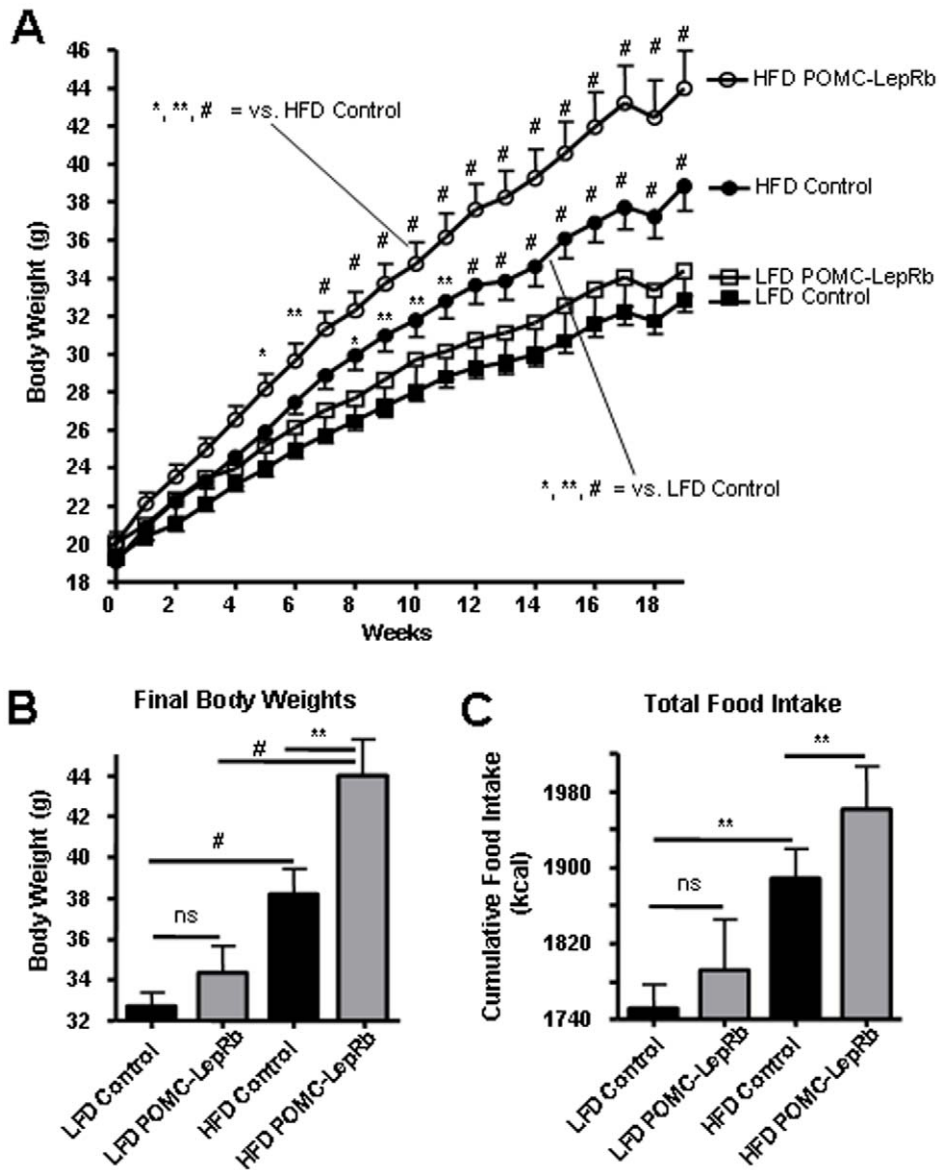 A
46
44
42
40
38
36
34
32
30
28
26
24
22
20
18
Body Weight (g)
0 2 4 6 8 10 12 14 16 18
Weeks
*, **, # = vs. HFD Control
*, **, # = vs. LFD Control
* ** # # # # # # # # # # # # #
* ** ** ** # # # # # # # #
HFD POMC-LepRb
HFD Control
LFD POMC-LepRb
LFD Control
B
Final Body Weights
44
42
40
38
36
34
32
Body Weight (g)
ns
#
#
**
LFD Control
LFD POMC-LepRb
HFD Control
HFD POMC-LepRb
C
Total Food Intake
1980
1900
1820
1740
Cumulative Food Intake
(kcal)
ns
**
**
LFD Control
LFD POMC-LepRb
HFD Control
HFD POMC-LepRb